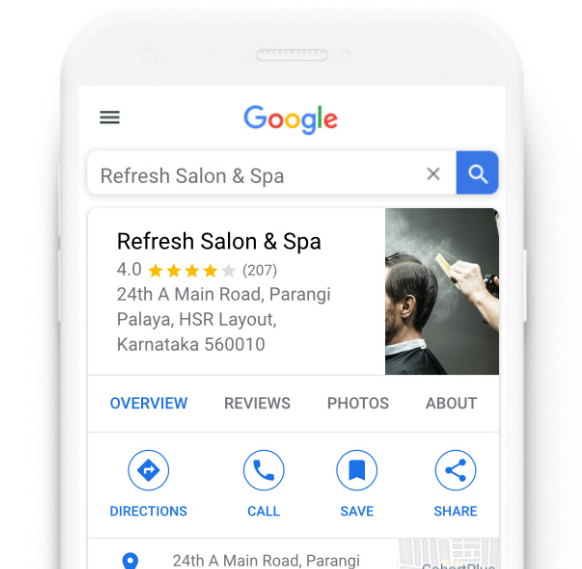 Google
Refresh Salon & Spa
Refresh Salon & Spa
4.0 (207)
24th A Main Road, Parangi
Palaya, HSR Layout,
Karnataka 560010
OVERVIEW REVIEWS PHOTOS ABOUT
DIRECTIONS CALL SAVE SHARE
24th A Main Road, Parangi